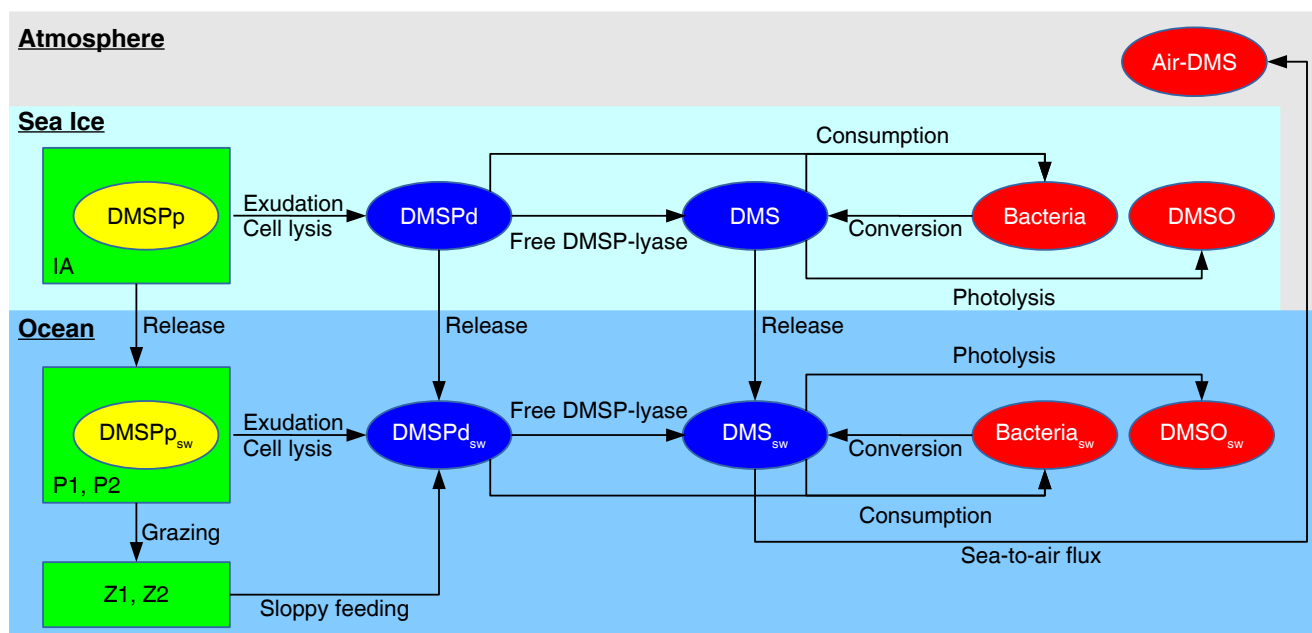 Atmosphere
Air-DMS
Sea Ice
Consumption
DMSPp
Exudation
Cell lysis
DMSPd
Free DMSP-lyase
DMS
Conversion
Bacteria
DMSO
IA
Photolysis
Release
Release
Release
Ocean
Photolysis
DMSPp_sw
Exudation
Cell lysis
DMSPd_sw
Free DMSP-lyase
DMS_sw
Conversion
Bacteria_sw
DMSO_sw
P1, P2
Consumption
Grazing
Sea-to-air flux
Z1, Z2
Sloppy feeding